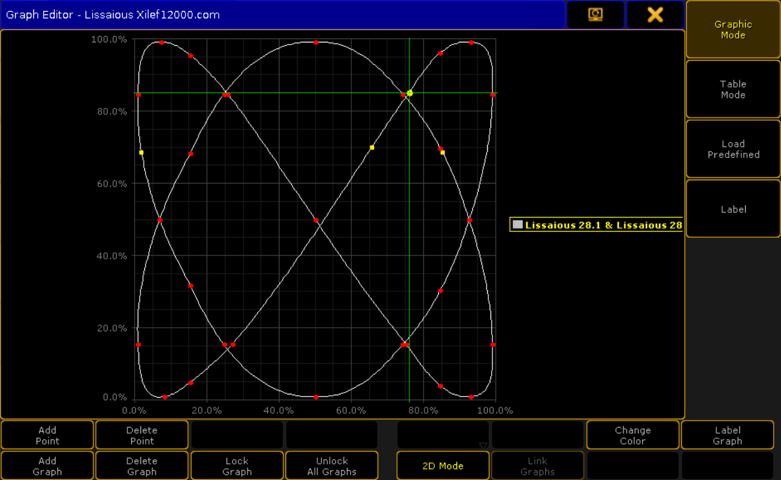 Graph Editor - Lissaious Xilef12000.com
Graphic
Mode
Table
Mode
Load
Predefined
Label
100.0%
80.0%
60.0%
40.0%
20.0%
0.0%
0.0% 20.0% 40.0% 60.0% 80.0% 100.0%
Lissaious 28.1 & Lissaious 28
Add
Point
Delete
Point
Change
Color
Label
Graph
Add
Graph
Delete
Graph
Lock
Graph
Unlock
All Graphs
2D Mode
Link
Graphs